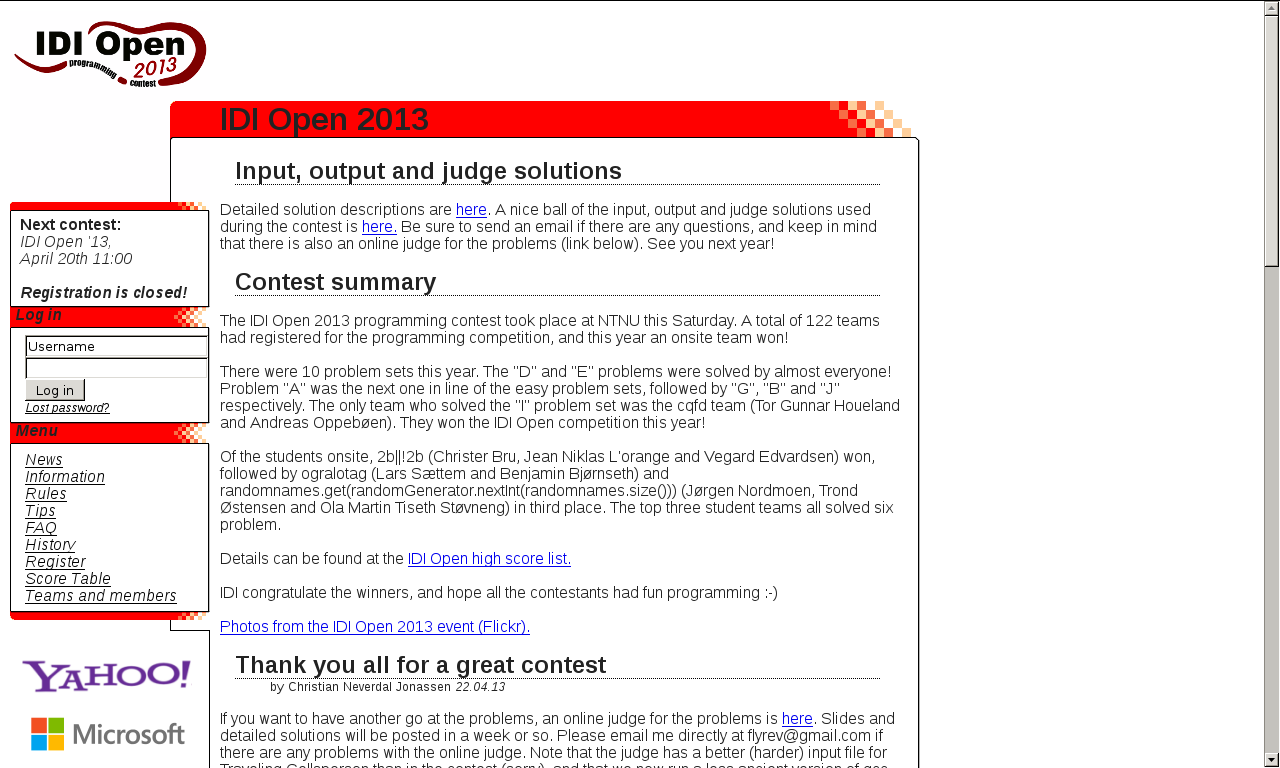 IDI Open
programming contest 2013
IDI Open 2013
Next contest:
IDI Open '13,
April 20th 11:00
Registration is closed!
Log in
Username
Log in
Lost password?
Menu
News
Information
Rules
Tips
FAQ
History
Register
Score Table
Teams and members
YAHOO!
Microsoft
Input, output and judge solutions
Detailed solution descriptions are here. A nice ball of the input, output and judge solutions used
during the contest is here. Be sure to send an email if there are any questions, and keep in mind
that there is also an online judge for the problems (link below). See you next year!
Contest summary
The IDI Open 2013 programming contest took place at NTNU this Saturday. A total of 122 teams
had registered for the programming competition, and this year an onsite team won!
There were 10 problem sets this year. The "D" and "E" problems were solved by almost everyone!
Problem "A" was the next one in line of the easy problem sets, followed by "G", "B" and "J"
respectively. The only team who solved the "I" problem set was the cqfd team (Tor Gunnar Houeland
and Andreas Oppebøen). They won the IDI Open competition this year!
Of the students onsite, 2b||!2b (Christer Bru, Jean Niklas L'orange and Vegard Edvardsen) won,
followed by ogralotag (Lars Sættem and Benjamin Bjørnseth) and
randomnames.get(randomGenerator.nextInt(randomnames.size())) (Jørgen Nordmoen, Trond
Østensen and Ola Martin Tiseth Støvneng) in third place. The top three student teams all solved six
problem.
Details can be found at the IDI Open high score list.
IDI congratulate the winners, and hope all the contestants had fun programming :-)
Photos from the IDI Open 2013 event (Flickr).
Thank you all for a great contest
by Christian Neverdal Jonassen 22.04.13
If you want to have another go at the problems, an online judge for the problems is here. Slides and
detailed solutions will be posted in a week or so. Please email me directly at flyrev@gmail.com if
there are any problems with the online judge. Note that the judge has a better (harder) input file for